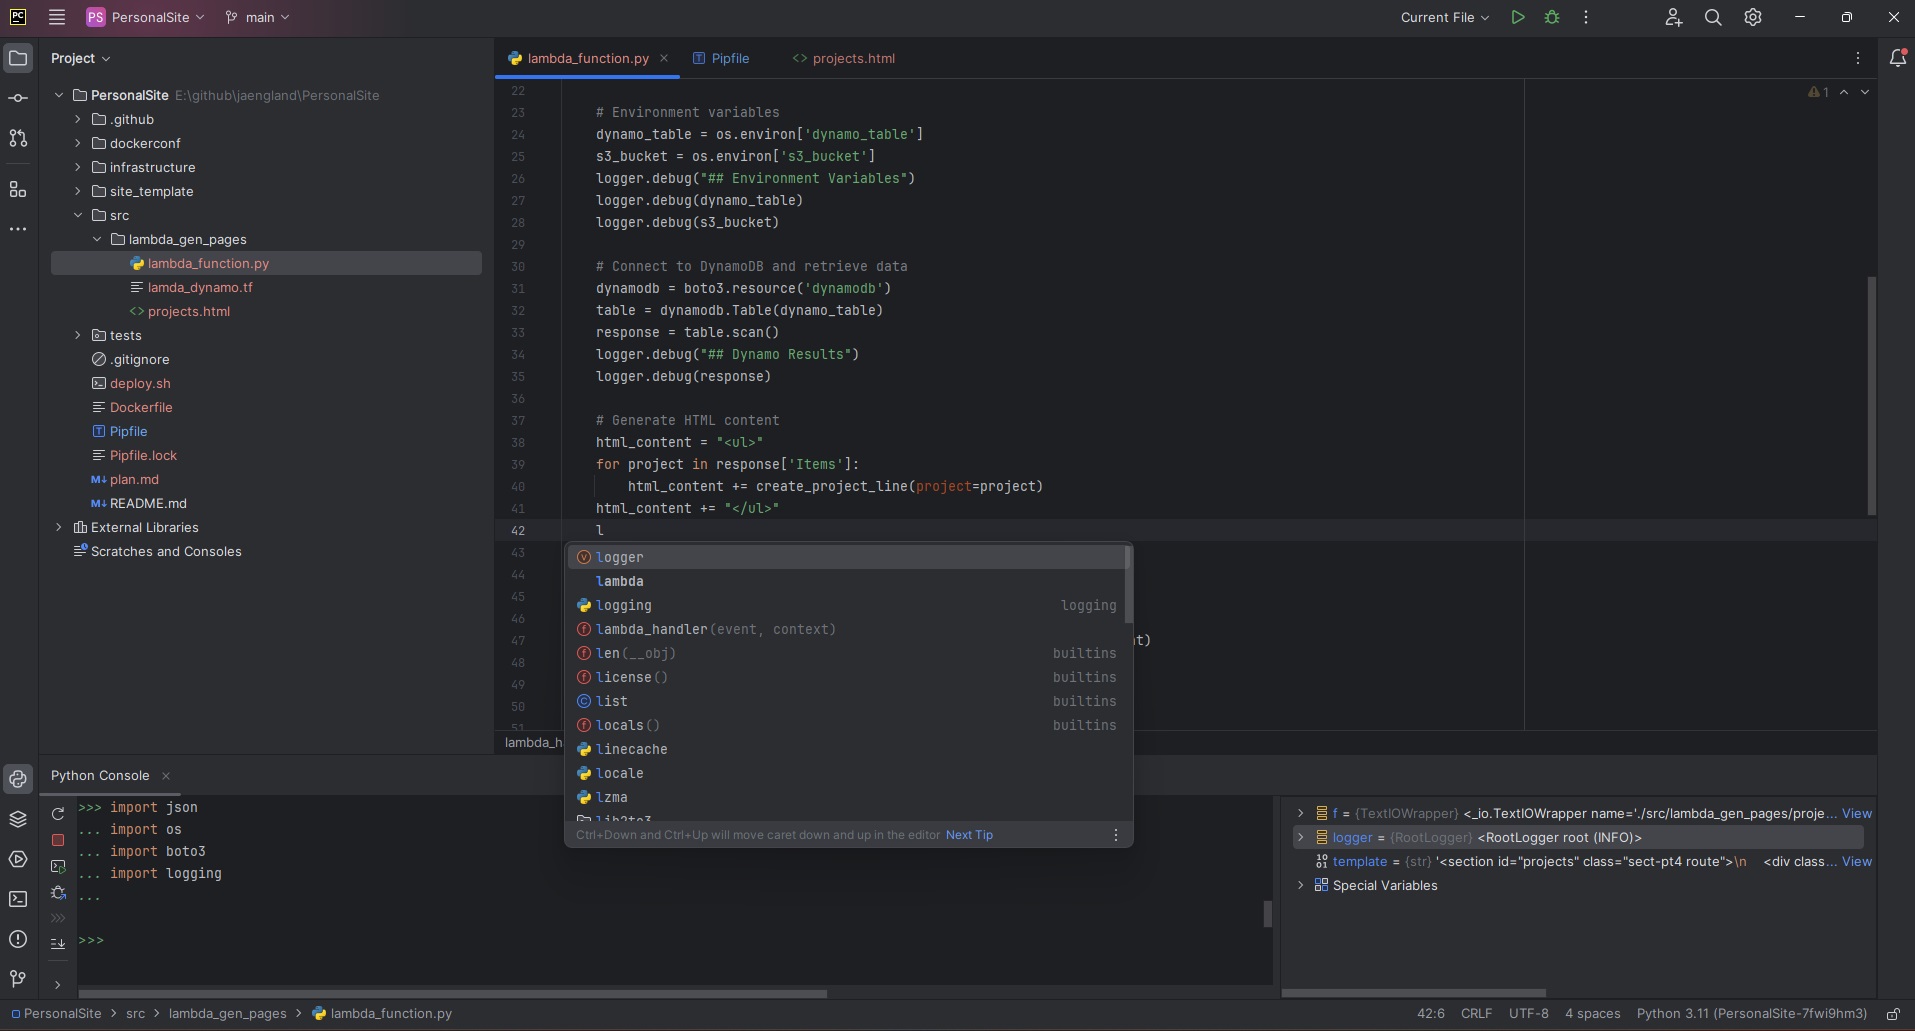 PC PS PersonalSite main Current File
Project
lambda_function.py Pipfile <> projects.html
PersonalSite E:\github\jaengland\PersonalSite
.github
dockerconf
infrastructure
site_template
src
lambda_gen_pages
lambda_function.py
lamda_dynamo.tf
<> projects.html
tests
.gitignore
deploy.sh
Dockerfile
T Pipfile
Pipfile.lock
M↓ plan.md
M↓ README.md
External Libraries
Scratches and Consoles
1
22
23 # Environment variables
24 dynamo_table = os.environ['dynamo_table']
25 s3_bucket = os.environ['s3_bucket']
26 logger.debug("## Environment Variables")
27 logger.debug(dynamo_table)
28 logger.debug(s3_bucket)
29
30 # Connect to DynamoDB and retrieve data
31 dynamodb = boto3.resource('dynamodb')
32 table = dynamodb.Table(dynamo_table)
33 response = table.scan()
34 logger.debug("## Dynamo Results")
35 logger.debug(response)
36
37 # Generate HTML content
38 html_content = "<ul>"
39 for project in response['Items']:
40 html_content += create_project_line(project=project)
41 html_content += "</ul>"
42 l
43
44
45
46
47 nt)
48
49
50
51
logger
lambda
logging logging
lambda_handler(event, context)
len(__obj) builtins
license() builtins
list builtins
locals() builtins
linecache
locale
lzma
lib2to3
Ctrl+Down and Ctrl+Up will move caret down and up in the editor Next Tip
lambda_h
Python Console
>>> import json
... import os
... import boto3
... import logging
...
>>>
f = {TextIOWrapper} <_io.TextIOWrapper name='./src/lambda_gen_pages/proje... View
logger = {RootLogger} <RootLogger root (INFO)>
template = {str} '<section id="projects" class="sect-pt4 route">\n <div class... View
Special Variables
PersonalSite > src > lambda_gen_pages > lambda_function.py
42:6 CRLF UTF-8 4 spaces Python 3.11 (PersonalSite-7fwi9hm3)